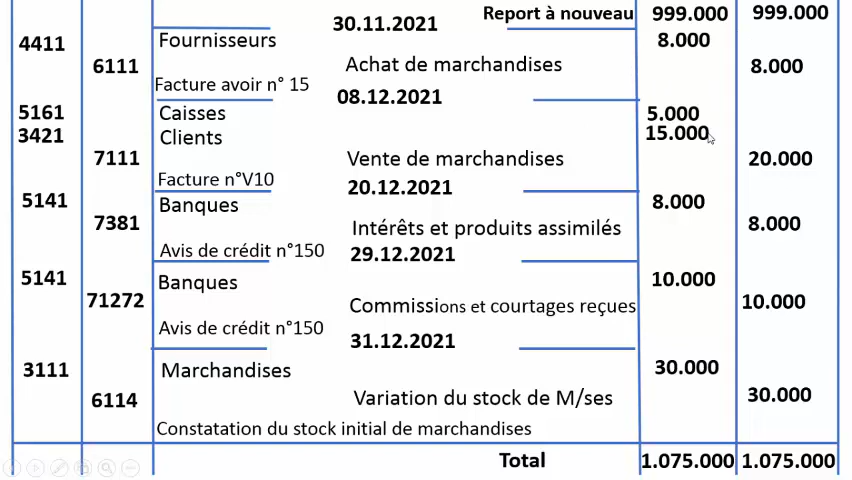 Report à nouveau 999.000 999.000
30.11.2021
4411 Fournisseurs 8.000
6111 Achat de marchandises 8.000
Facture avoir n° 15
08.12.2021
5161 Caisses 5.000
3421 Clients 15.000
7111 Vente de marchandises 20.000
Facture n°V10
20.12.2021
5141 Banques 8.000
7381 Intérêts et produits assimilés 8.000
Avis de crédit n°150
29.12.2021
5141 Banques 10.000
71272 Commissions et courtages reçues 10.000
Avis de crédit n°150
31.12.2021
3111 Marchandises 30.000
6114 Variation du stock de M/ses 30.000
Constatation du stock initial de marchandises
Total 1.075.000 1.075.000